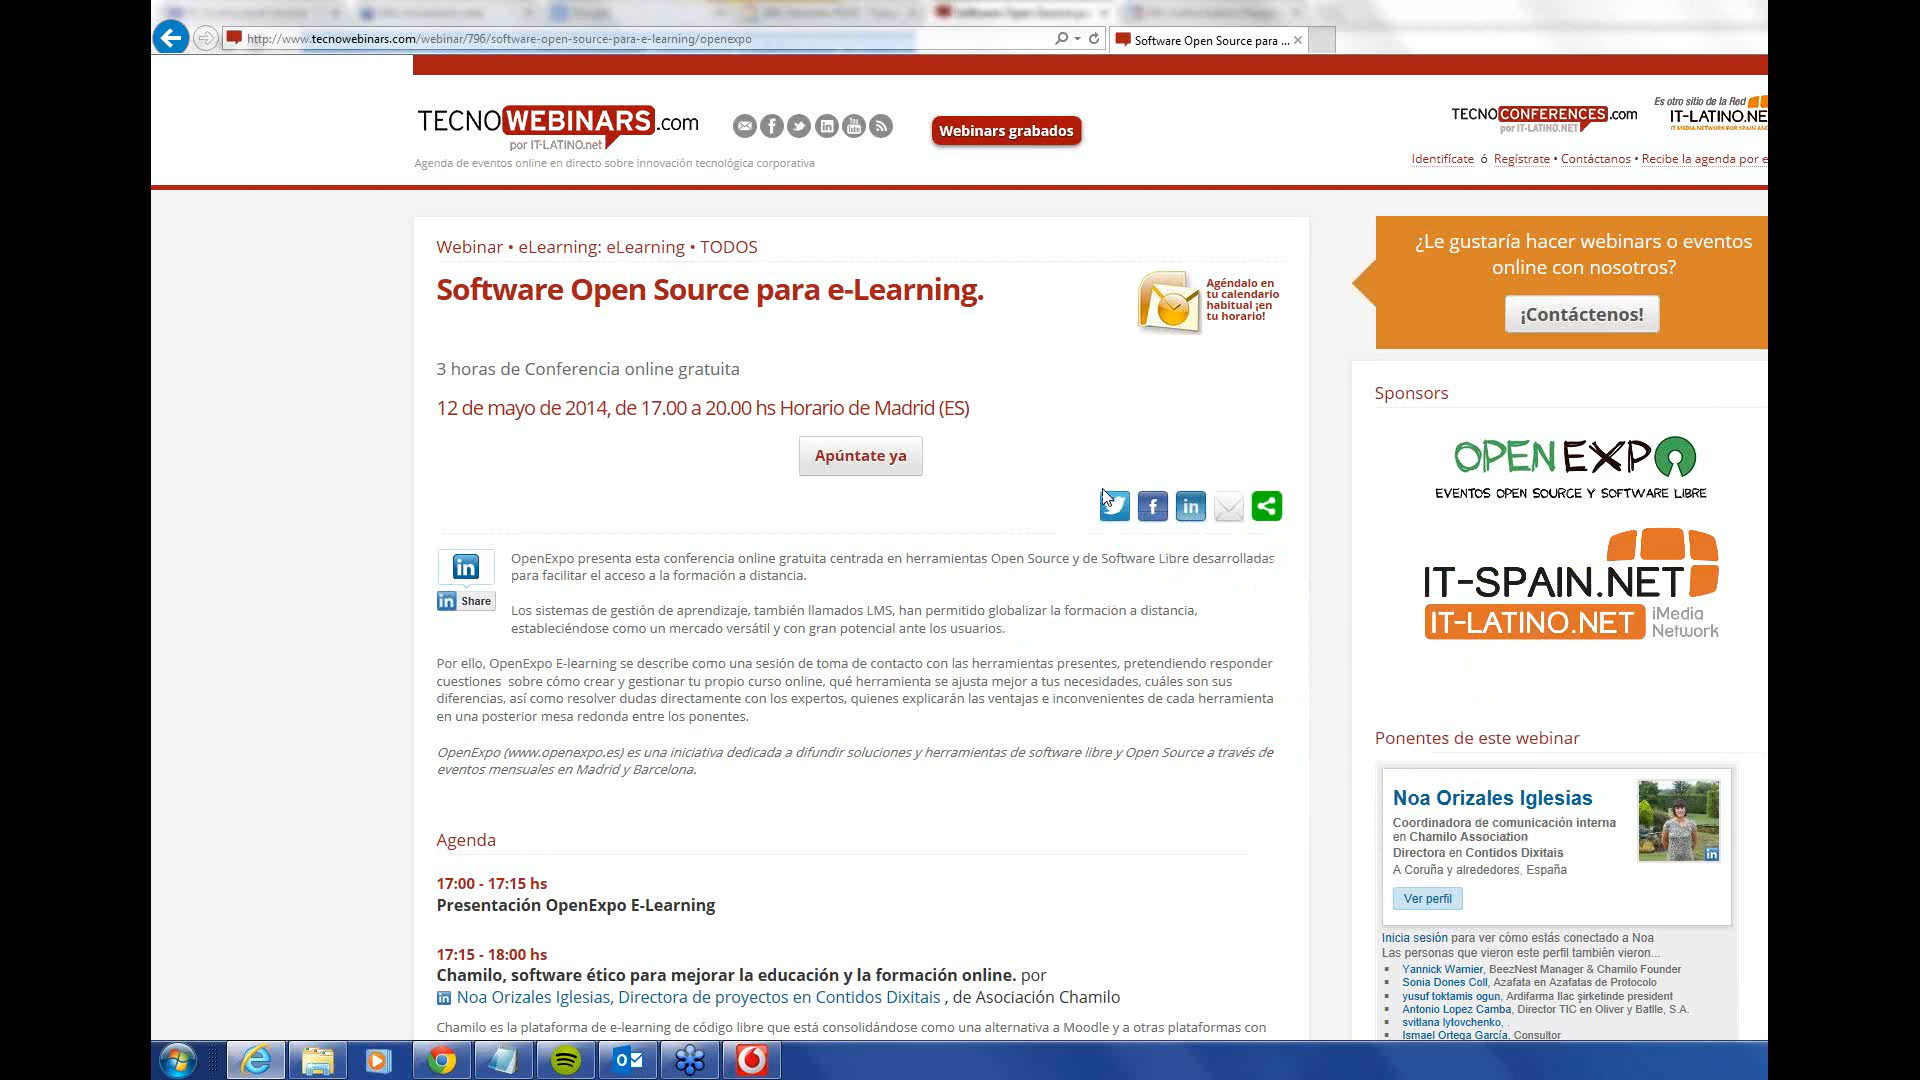 http://www.tecnowebinars.com/webinar/796/software-open-source-para-e-learning/openexpo
Software Open Source para ...
TECNOWEBINARS.com
por IT-LATINO.net
Agenda de eventos online en directo sobre innovación tecnológica corporativa
Webinars grabados
TECNOCONFERENCES.com
por IT-LATINO.NET
Es otro sitio de la Red
IT-LATINO.NE
IT MEDIA NETWORK FOR SPAIN AN
Identifícate ó Regístrate • Contáctanos • Recibe la agenda por e
Webinar • eLearning: eLearning • TODOS
Software Open Source para e-Learning.
Agéndalo en
tu calendario
habitual ¡en
tu horario!
3 horas de Conferencia online gratuita
12 de mayo de 2014, de 17.00 a 20.00 hs Horario de Madrid (ES)
Apúntate ya
Share
OpenExpo presenta esta conferencia online gratuita centrada en herramientas Open Source y de Software Libre desarrolladas
para facilitar el acceso a la formación a distancia.
Los sistemas de gestión de aprendizaje, también llamados LMS, han permitido globalizar la formación a distancia,
estableciéndose como un mercado versátil y con gran potencial ante los usuarios.
Por ello, OpenExpo E-learning se describe como una sesión de toma de contacto con las herramientas presentes, pretendiendo responder
cuestiones sobre cómo crear y gestionar tu propio curso online, qué herramienta se ajusta mejor a tus necesidades, cuáles son sus
diferencias, así como resolver dudas directamente con los expertos, quienes explicarán las ventajas e inconvenientes de cada herramienta
en una posterior mesa redonda entre los ponentes.
OpenExpo (www.openexpo.es) es una iniciativa dedicada a difundir soluciones y herramientas de software libre y Open Source a través de
eventos mensuales en Madrid y Barcelona.
Agenda
17:00 - 17:15 hs
Presentación OpenExpo E-Learning
17:15 - 18:00 hs
Chamilo, software ético para mejorar la educación y la formación online. por
Noa Orizales Iglesias, Directora de proyectos en Contidos Dixitais , de Asociación Chamilo
Chamilo es la plataforma de e-learning de código libre que está consolidándose como una alternativa a Moodle y a otras plataformas con
¿Le gustaría hacer webinars o eventos
online con nosotros?
¡Contáctenos!
Sponsors
OPENEXPO
EVENTOS OPEN SOURCE Y SOFTWARE LIBRE
IT-SPAIN.NET
IT-LATINO.NET iMedia
Network
Ponentes de este webinar
Noa Orizales Iglesias
Coordinadora de comunicación interna
en Chamilo Association
Directora en Contidos Dixitais
A Coruña y alrededores, España
Ver perfil
Inicia sesión para ver cómo estás conectado a Noa
Las personas que vieron este perfil también vieron...
Yannick Warnier, BeezNest Manager & Chamilo Founder
Sonia Dones Coll, Azafata en Azafatas de Protocolo
yusuf toktamis ogun, Ardifarma Ilac şirketinde president
Antonio Lopez Camba, Director TIC en Oliver y Batlle, S.A.
svitlana lytovchenko, .
Ismael Ortega García, Consultor